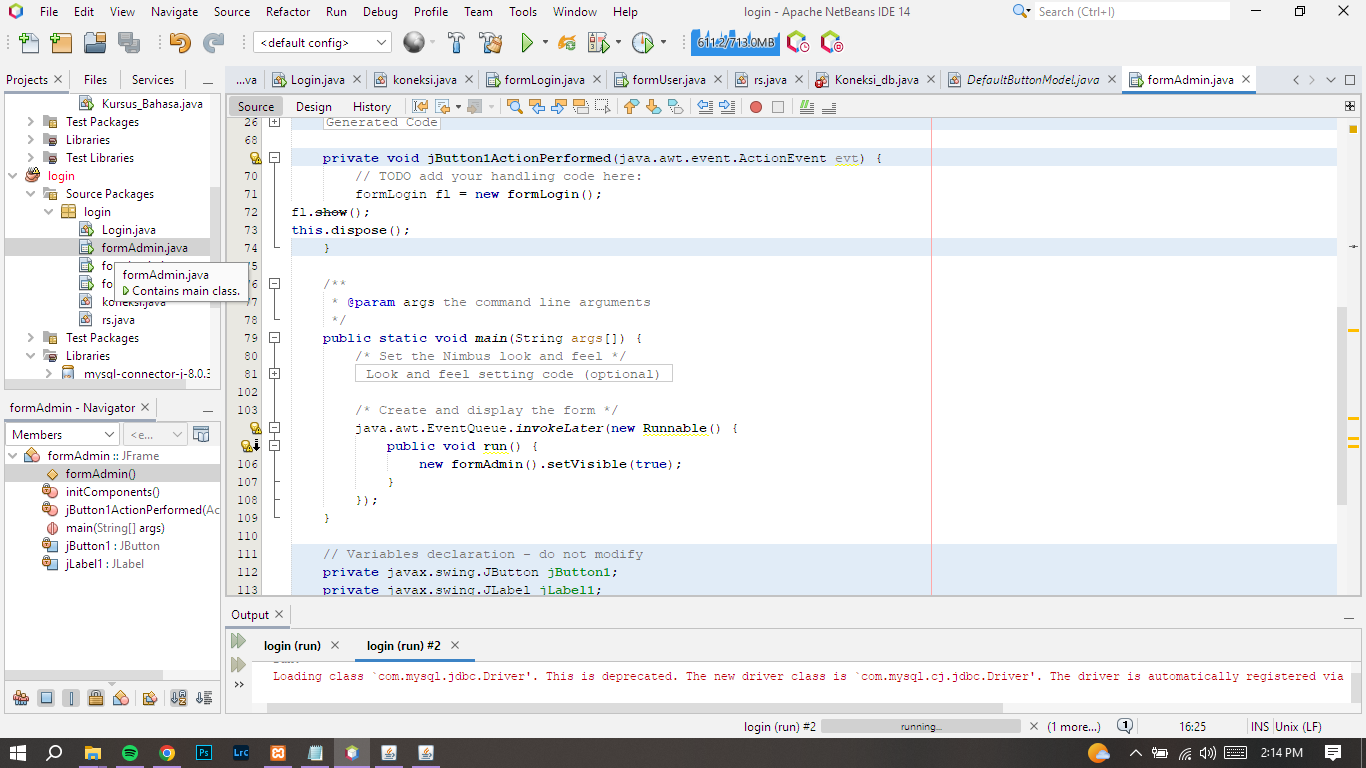 File Edit View Navigate Source Refactor Run Debug Profile Team Tools Window Help
login - Apache NetBeans IDE 14
Search (Ctrl+I)
<default config>
611.2/713.0MB
Projects Files Services
...va Login.java koneksi.java formLogin.java formUser.java rs.java Koneksi_db.java DefaultButtonModel.java formAdmin.java
Source Design History
Kursus_Bahasa.java
Test Packages
Libraries
Test Libraries
login
Source Packages
login
Login.java
formAdmin.java
fo
fo
koneksi.java
rs.java
Test Packages
Libraries
mysql-connector-j-8.0.3
formAdmin.java
Contains main class.
26 Generated Code
68
private void jButton1ActionPerformed(java.awt.event.ActionEvent evt) {
70 // TODO add your handling code here:
71 formLogin fl = new formLogin();
72 fl.show();
73 this.dispose();
74 }
75
76 /**
77 * @param args the command line arguments
78 */
79 public static void main(String args[]) {
80 /* Set the Nimbus look and feel */
81 Look and feel setting code (optional)
102
103 /* Create and display the form */
java.awt.EventQueue.invokeLater(new Runnable() {
public void run() {
106 new formAdmin().setVisible(true);
107 }
108 });
109 }
110
111 // Variables declaration - do not modify
112 private javax.swing.JButton jButton1;
113 private javax.swing.JLabel jLabel1;
formAdmin - Navigator
Members <e...
formAdmin :: JFrame
formAdmin()
initComponents()
jButton1ActionPerformed(Ac
main(String[] args)
jButton1 : JButton
jLabel1 : JLabel
Output
login (run) login (run) #2
Loading class `com.mysql.jdbc.Driver'. This is deprecated. The new driver class is `com.mysql.cj.jdbc.Driver'. The driver is automatically registered via
login (run) #2 running... (1 more...) 1 16:25 INS Unix (LF)
Ps LrC
2:14 PM